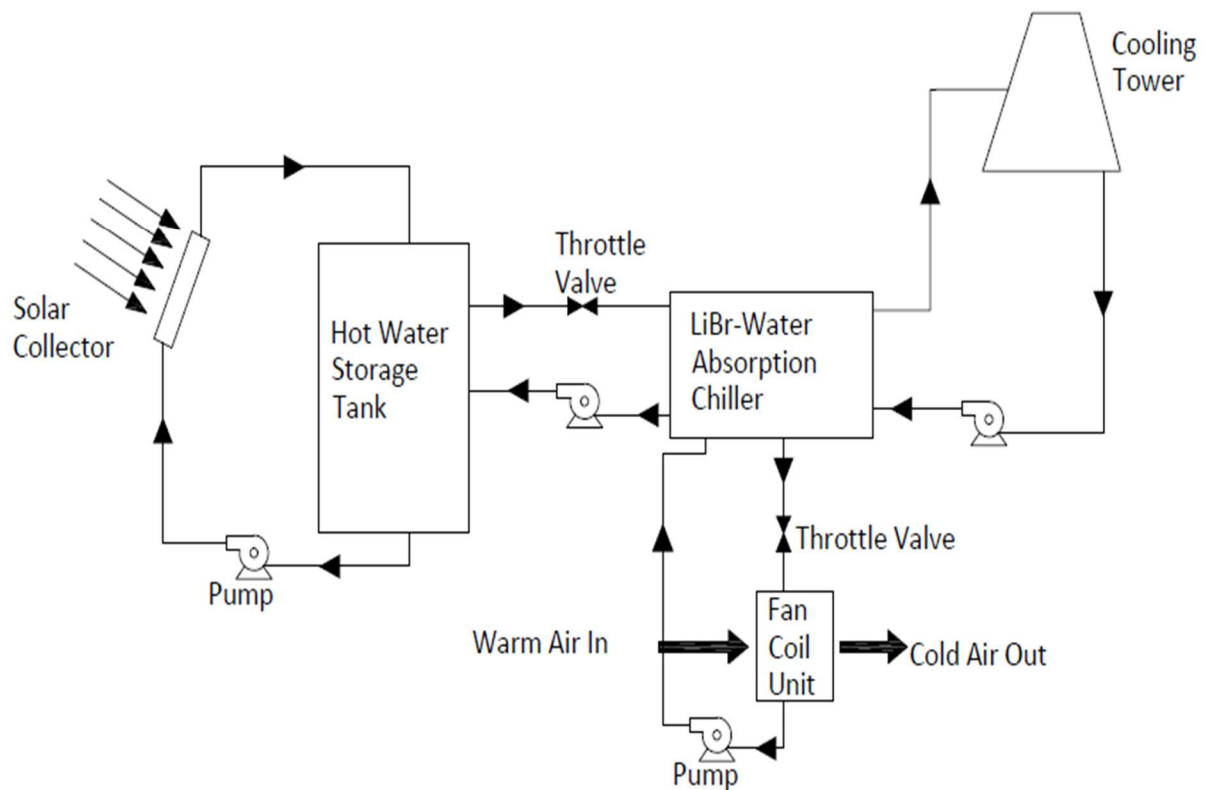 Cooling
Tower
Throttle
Valve
Solar
Collector
Hot Water
Storage
Tank
LiBr-Water
Absorption
Chiller
Throttle Valve
Pump
Fan
Coil
Unit
Warm Air In
Cold Air Out
Pump